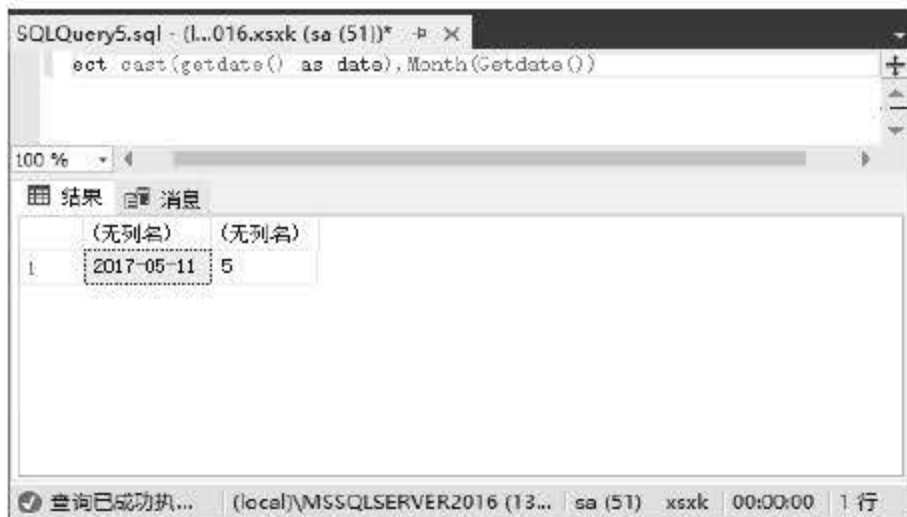 SQLQuery5.sql - (l...016.xsxk (sa (51))*
ect cast(getdate() as date),Month(Getdate())
100 %
结果 消息
(无列名) (无列名)
1 2017-05-11 5
查询已成功执... (local)\MSSQLSERVER2016 (13... sa (51) xsxk 00:00:00 1 行